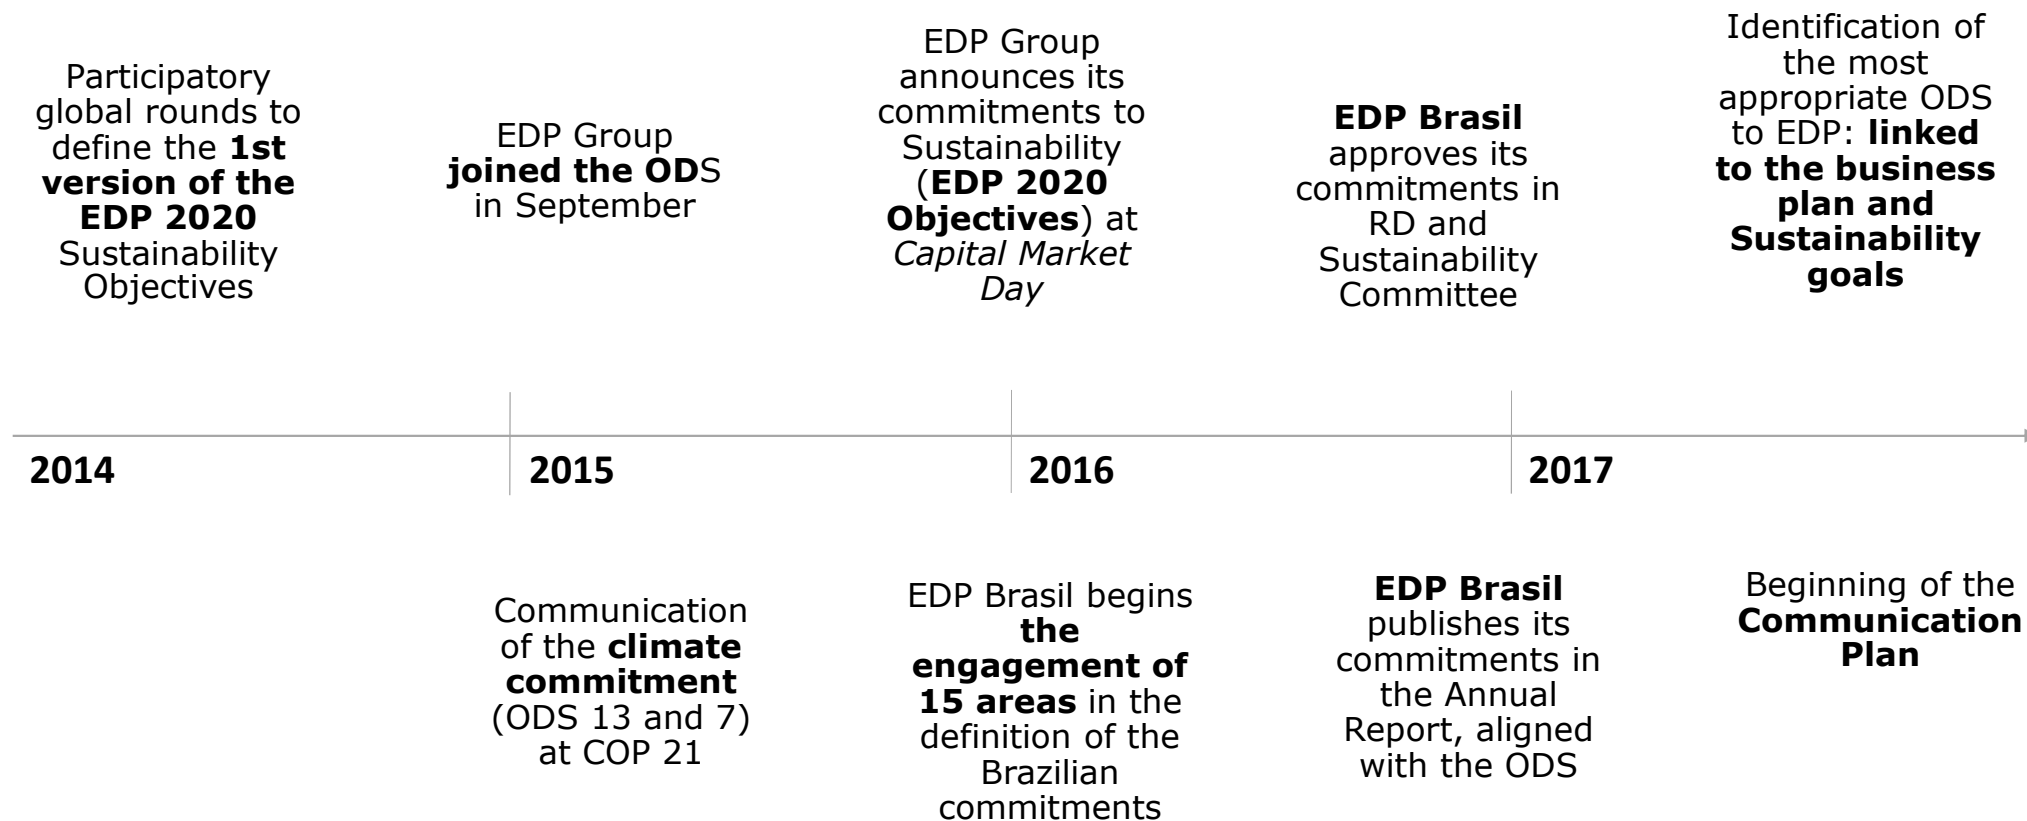 Participatory
global rounds to
define the 1st
version of the
EDP 2020
Sustainability
Objectives
EDP Group
joined the ODS
in September
EDP Group
announces its
commitments to
Sustainability
(EDP 2020
Objectives) at
Capital Market
Day
EDP Brasil
approves its
commitments in
RD and
Sustainability
Committee
Identification of
the most
appropriate ODS
to EDP: linked
to the business
plan and
Sustainability
goals
2014
2015
2016
2017
Communication
of the climate
commitment
(ODS 13 and 7)
at COP 21
EDP Brasil begins
the
engagement of
15 areas in the
definition of the
Brazilian
commitments
EDP Brasil
publishes its
commitments in
the Annual
Report, aligned
with the ODS
Beginning of the
Communication
Plan